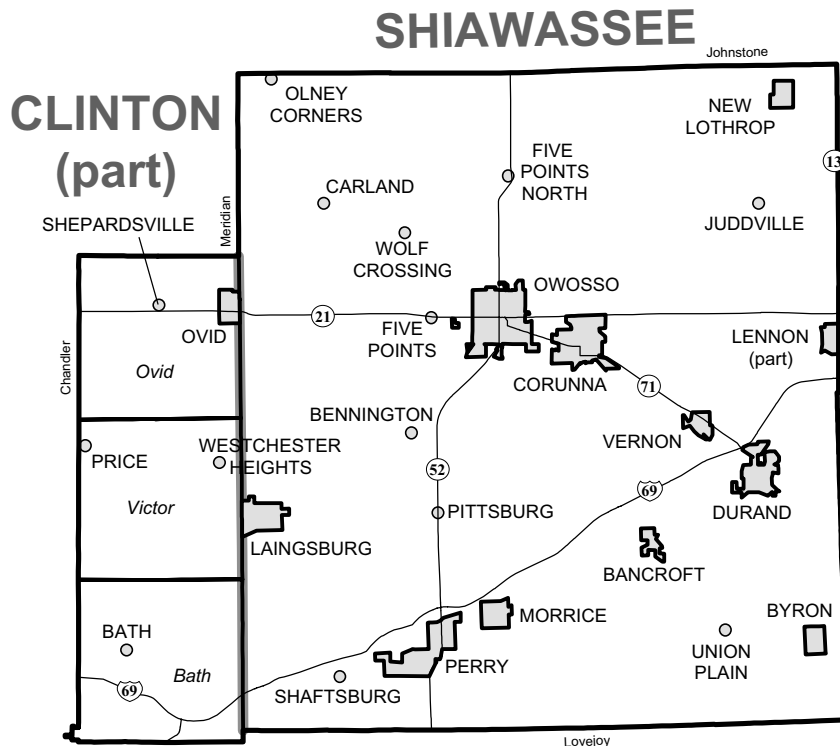 SHIAWASSEE
Johnstone
CLINTON
(part)
OLNEY
CORNERS
NEW
LOTHROP
FIVE
POINTS
NORTH
13
CARLAND
JUDDVILLE
Meridian
SHEPARDSVILLE
WOLF
CROSSING
OWOSSO
21
OVID
FIVE
POINTS
LENNON
(part)
Chandler
Ovid
CORUNNA
71
BENNINGTON
VERNON
PRICE
WESTCHESTER
HEIGHTS
52
69
Victor
PITTSBURG
DURAND
LAINGSBURG
BANCROFT
MORRICE
BYRON
BATH
UNION
PLAIN
PERRY
Bath
69
SHAFTSBURG
Lovejoy